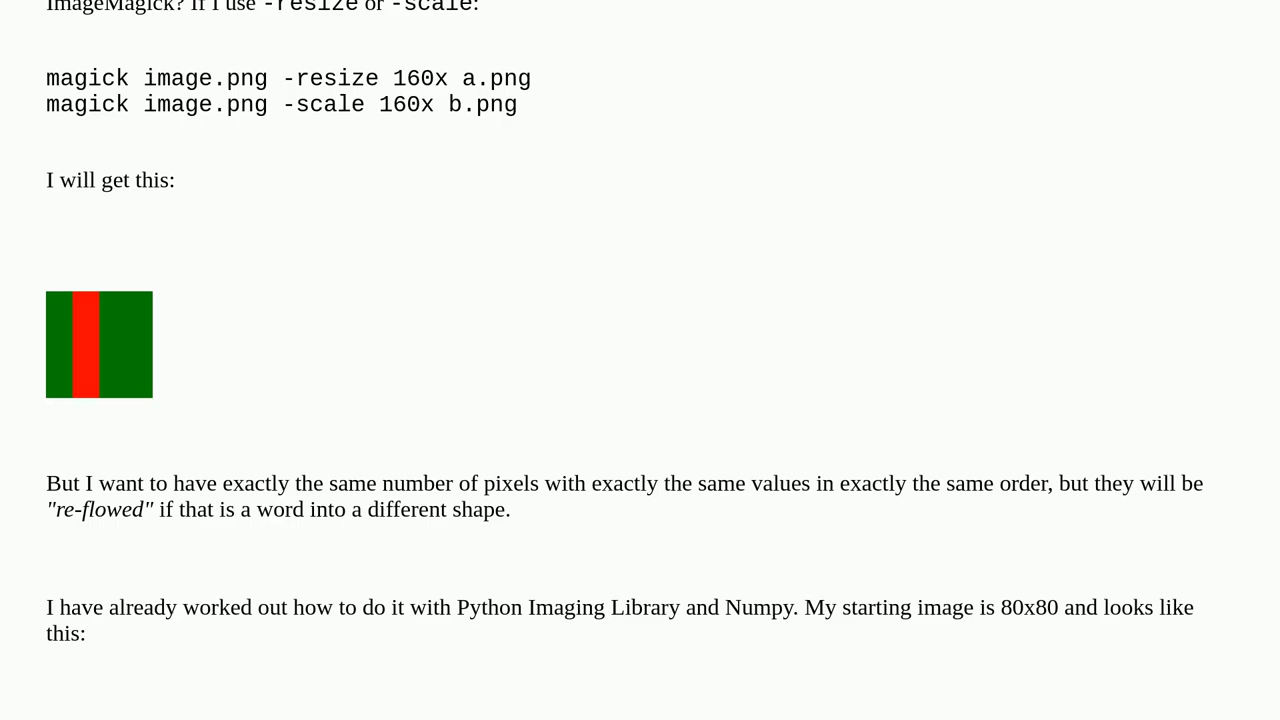 ImageMagick? If I use -resize or -scale:
magick image.png -resize 160x a.png
magick image.png -scale 160x b.png
I will get this:
But I want to have exactly the same number of pixels with exactly the same values in exactly the same order, but they will be
"re-flowed" if that is a word into a different shape.
I have already worked out how to do it with Python Imaging Library and Numpy. My starting image is 80x80 and looks like
this: